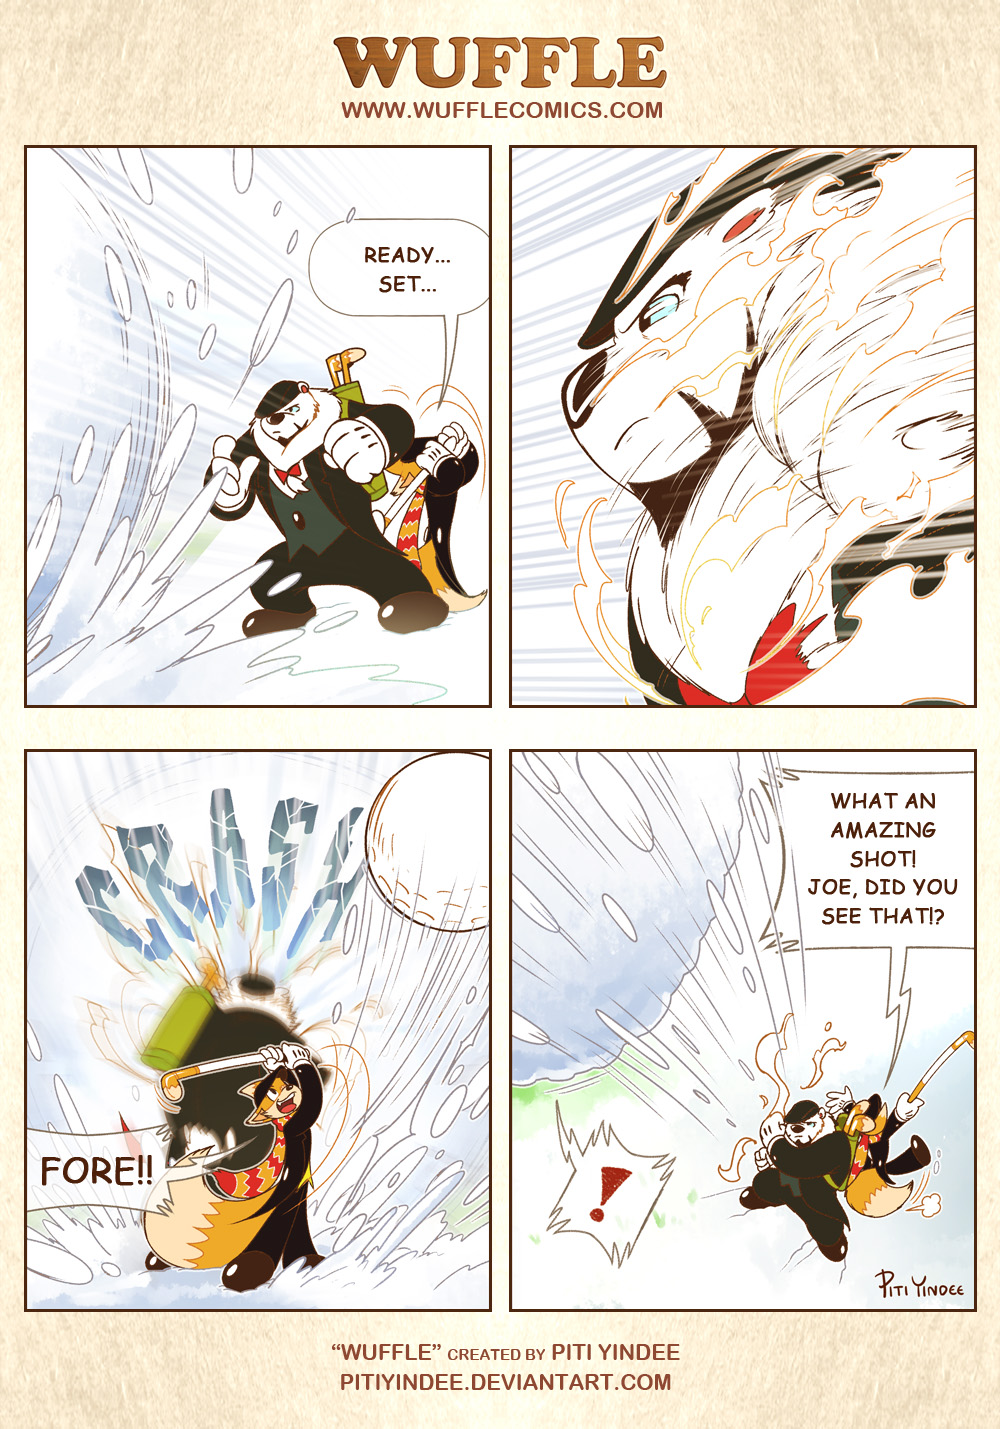 WUFFLE
WWW.WUFFLECOMICS.COM
READY...
SET...
CRASH
FORE!!
WHAT AN
AMAZING
SHOT!
JOE, DID YOU
SEE THAT!?
!
PITI YINDEE
“WUFFLE” CREATED BY PITI YINDEE
PITIYINDEE.DEVIANTART.COM